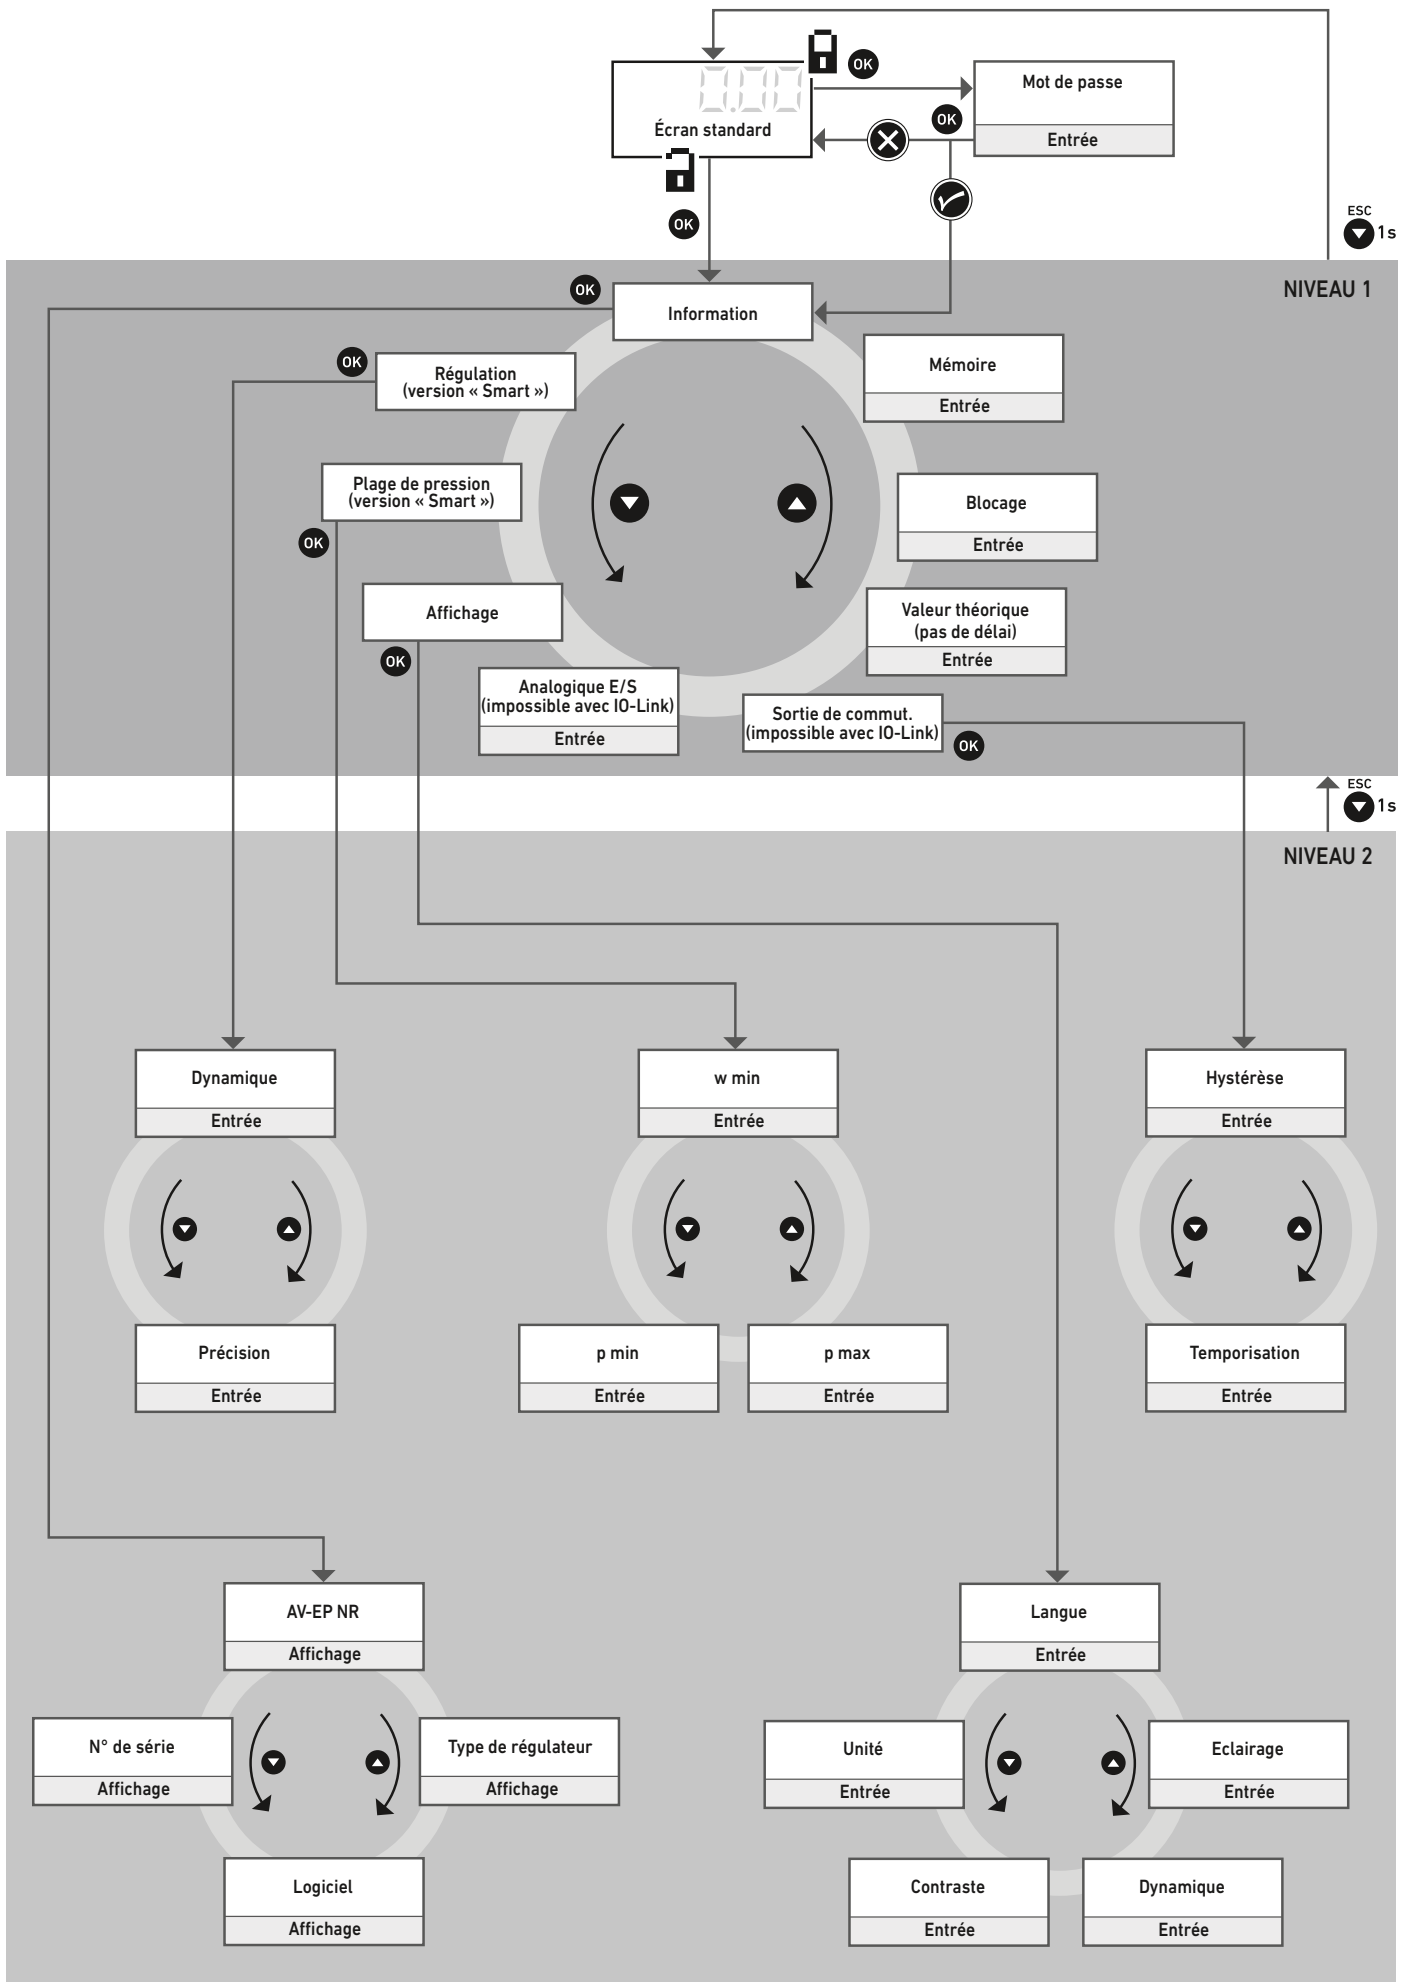 0.00
OK
Mot de passe
Écran standard
OK
Entrée
OK
ESC
1 s
NIVEAU 1
OK
Information
OK
Régulation
(version « Smart »)
Mémoire
Entrée
Plage de pression
(version « Smart »)
OK
Blocage
Entrée
Affichage
OK
Valeur théorique
(pas de délai)
Entrée
Analogique E/S
(impossible avec IO-Link)
Entrée
Sortie de commut.
(impossible avec IO-Link)
OK
ESC
1 s
NIVEAU 2
Dynamique
Entrée
w min
Entrée
Hystérèse
Entrée
Précision
Entrée
p min
Entrée
p max
Entrée
Temporisation
Entrée
AV-EP NR
Affichage
Langue
Entrée
N° de série
Affichage
Type de régulateur
Affichage
Unité
Entrée
Eclairage
Entrée
Logiciel
Affichage
Contraste
Entrée
Dynamique
Entrée